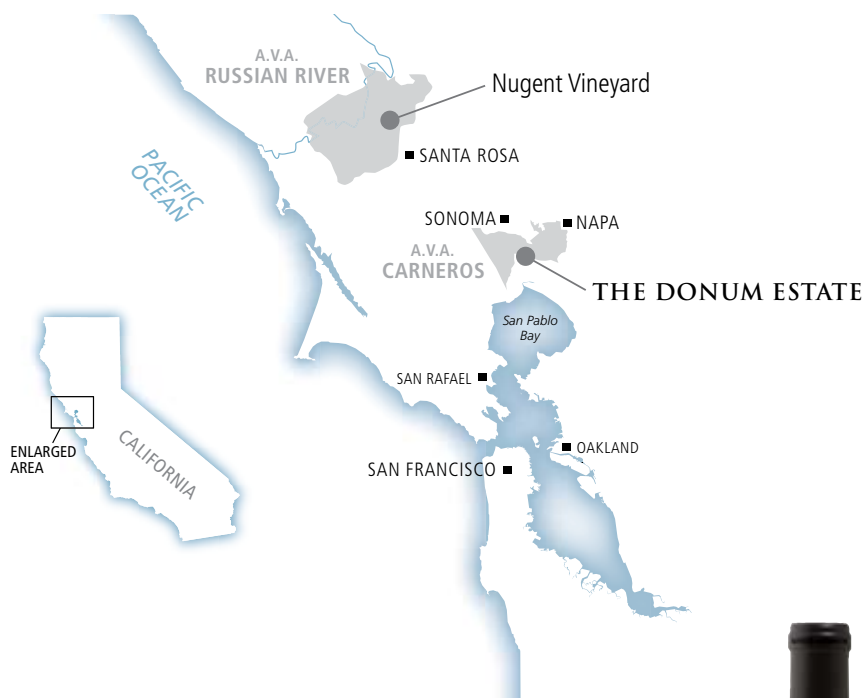 A.V.A.
RUSSIAN RIVER
Nugent Vineyard
SANTA ROSA
PACIFIC
OCEAN
SONOMA
NAPA
A.V.A.
CARNEROS
THE DONUM ESTATE
San Pablo
Bay
SAN RAFAEL
ENLARGED
AREA
CALIFORNIA
OAKLAND
SAN FRANCISCO